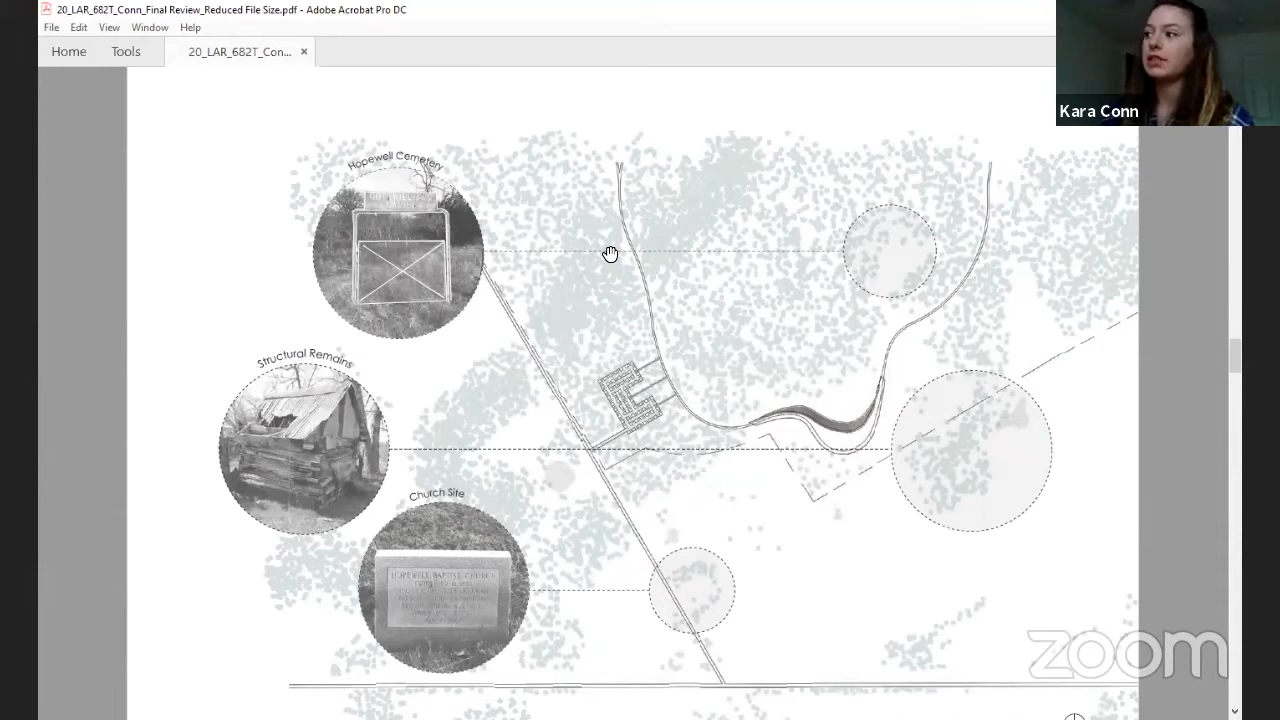 20_LAR_682T_Conn_Final Review_Reduced File Size.pdf - Adobe Acrobat Pro DC
File Edit View Window Help
Home Tools 20_LAR_682T_Con... ×
Kara Conn
Hopewell Cemetery
Structural Remains
Church Site
HOPEWELL BAPTIST CHURCH
zoom